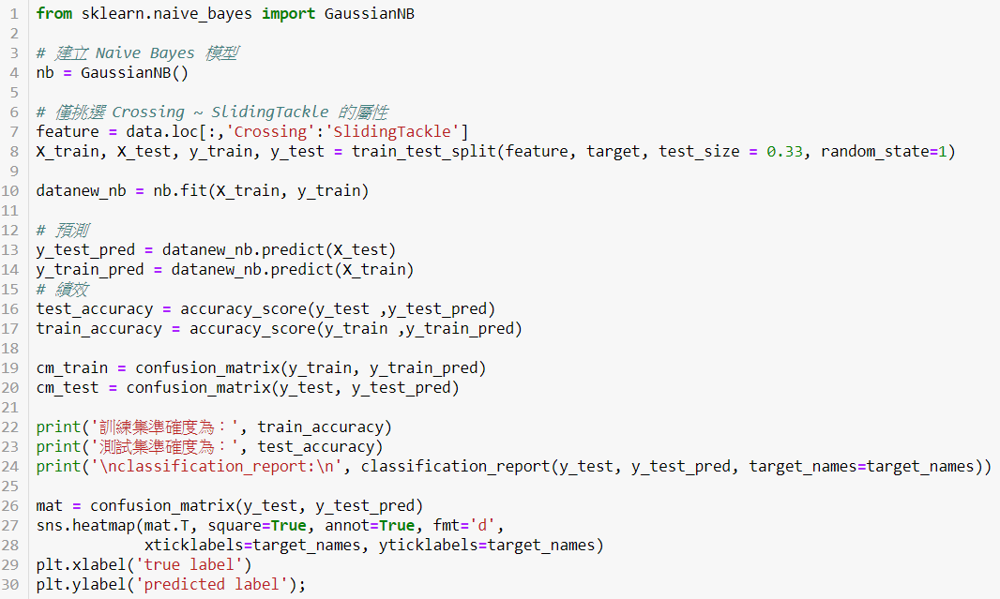 1 from sklearn.naive_bayes import GaussianNB
2
3 # 建立 Naive Bayes 模型
4 nb = GaussianNB()
5
6 # 僅挑選 Crossing ~ SlidingTackle 的屬性
7 feature = data.loc[:,'Crossing':'SlidingTackle']
8 X_train, X_test, y_train, y_test = train_test_split(feature, target, test_size = 0.33, random_state=1)
9
10 datanew_nb = nb.fit(X_train, y_train)
11
12 # 預測
13 y_test_pred = datanew_nb.predict(X_test)
14 y_train_pred = datanew_nb.predict(X_train)
15 # 績效
16 test_accuracy = accuracy_score(y_test ,y_test_pred)
17 train_accuracy = accuracy_score(y_train ,y_train_pred)
18
19 cm_train = confusion_matrix(y_train, y_train_pred)
20 cm_test = confusion_matrix(y_test, y_test_pred)
21
22 print('訓練集準確度為：', train_accuracy)
23 print('測試集準確度為：', test_accuracy)
24 print('\nclassification_report:\n', classification_report(y_test, y_test_pred, target_names=target_names))
25
26 mat = confusion_matrix(y_test, y_test_pred)
27 sns.heatmap(mat.T, square=True, annot=True, fmt='d',
28             xticklabels=target_names, yticklabels=target_names)
29 plt.xlabel('true label')
30 plt.ylabel('predicted label');